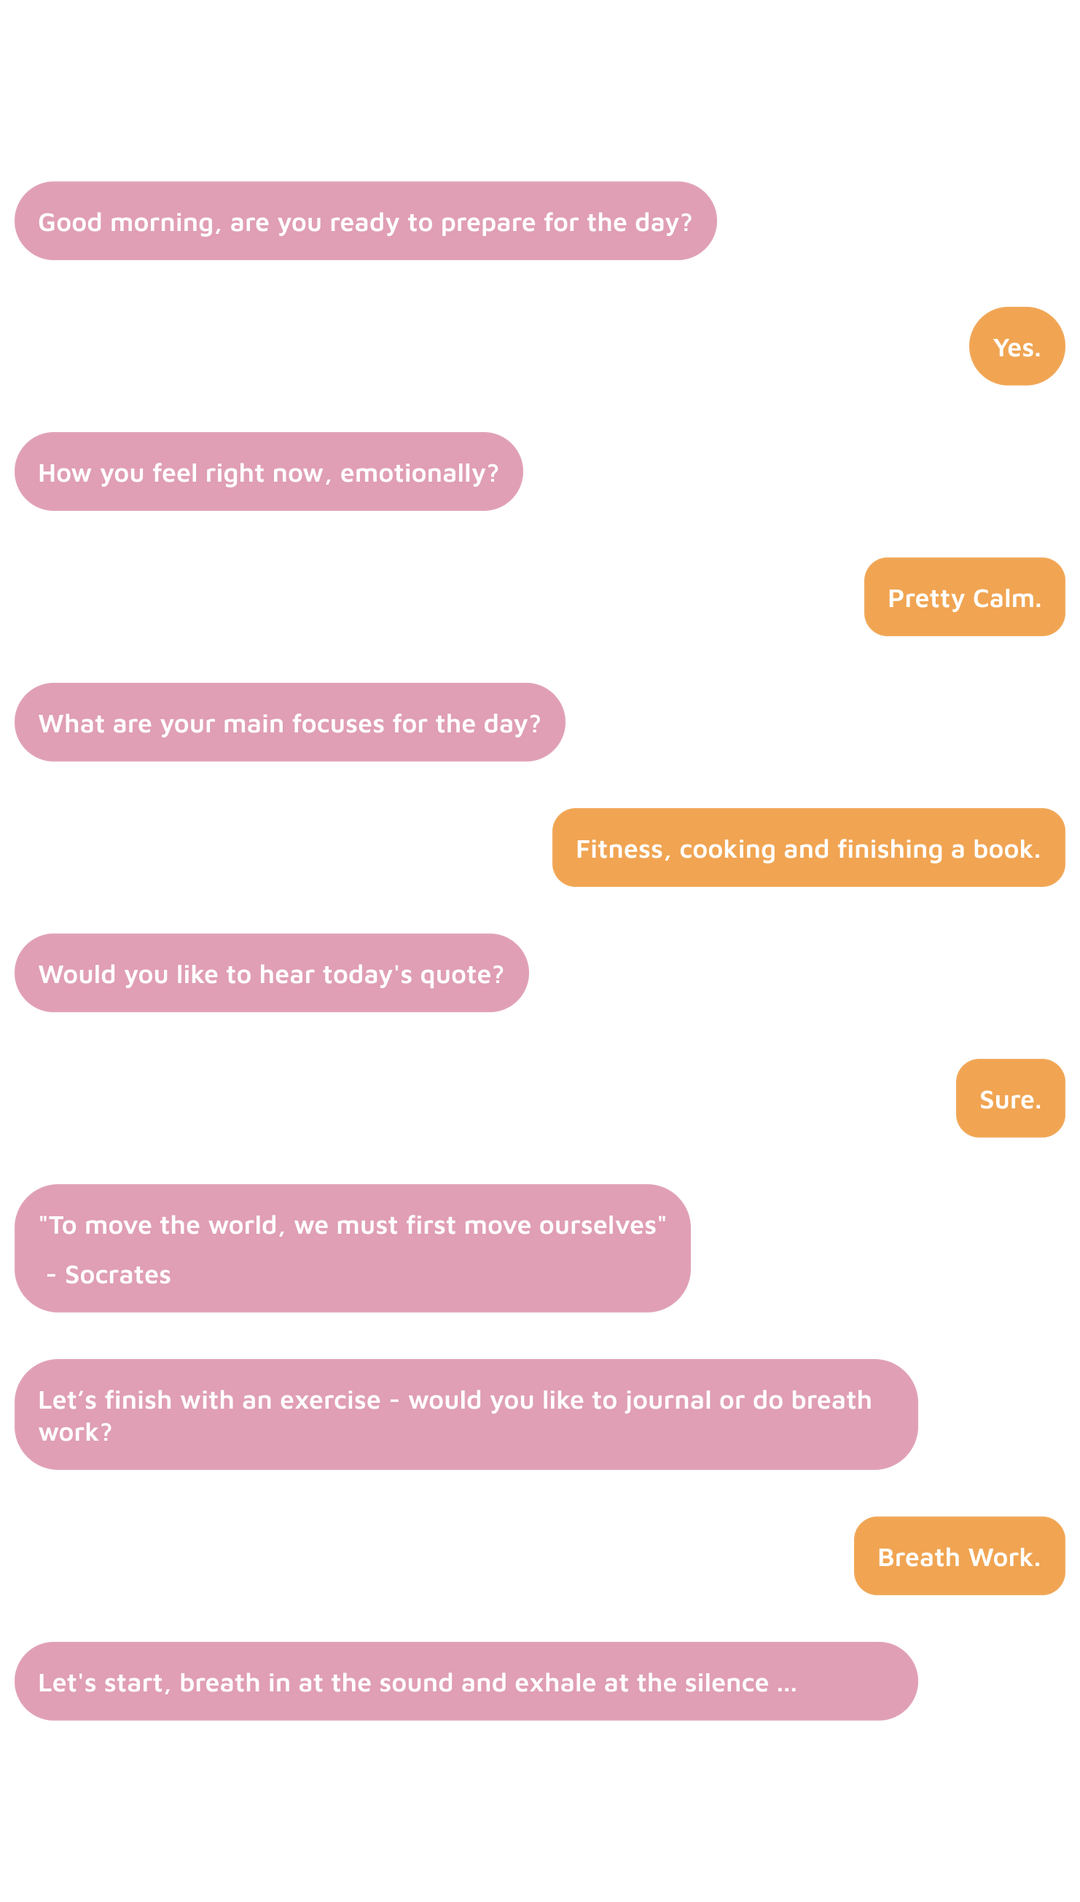 Good morning, are you ready to prepare for the day?
Yes.
How you feel right now, emotionally?
Pretty Calm.
What are your main focuses for the day?
Fitness, cooking and finishing a book.
Would you like to hear today's quote?
Sure.
"To move the world, we must first move ourselves"
- Socrates
Let’s finish with an exercise - would you like to journal or do breath
work?
Breath Work.
Let's start, breath in at the sound and exhale at the silence ...